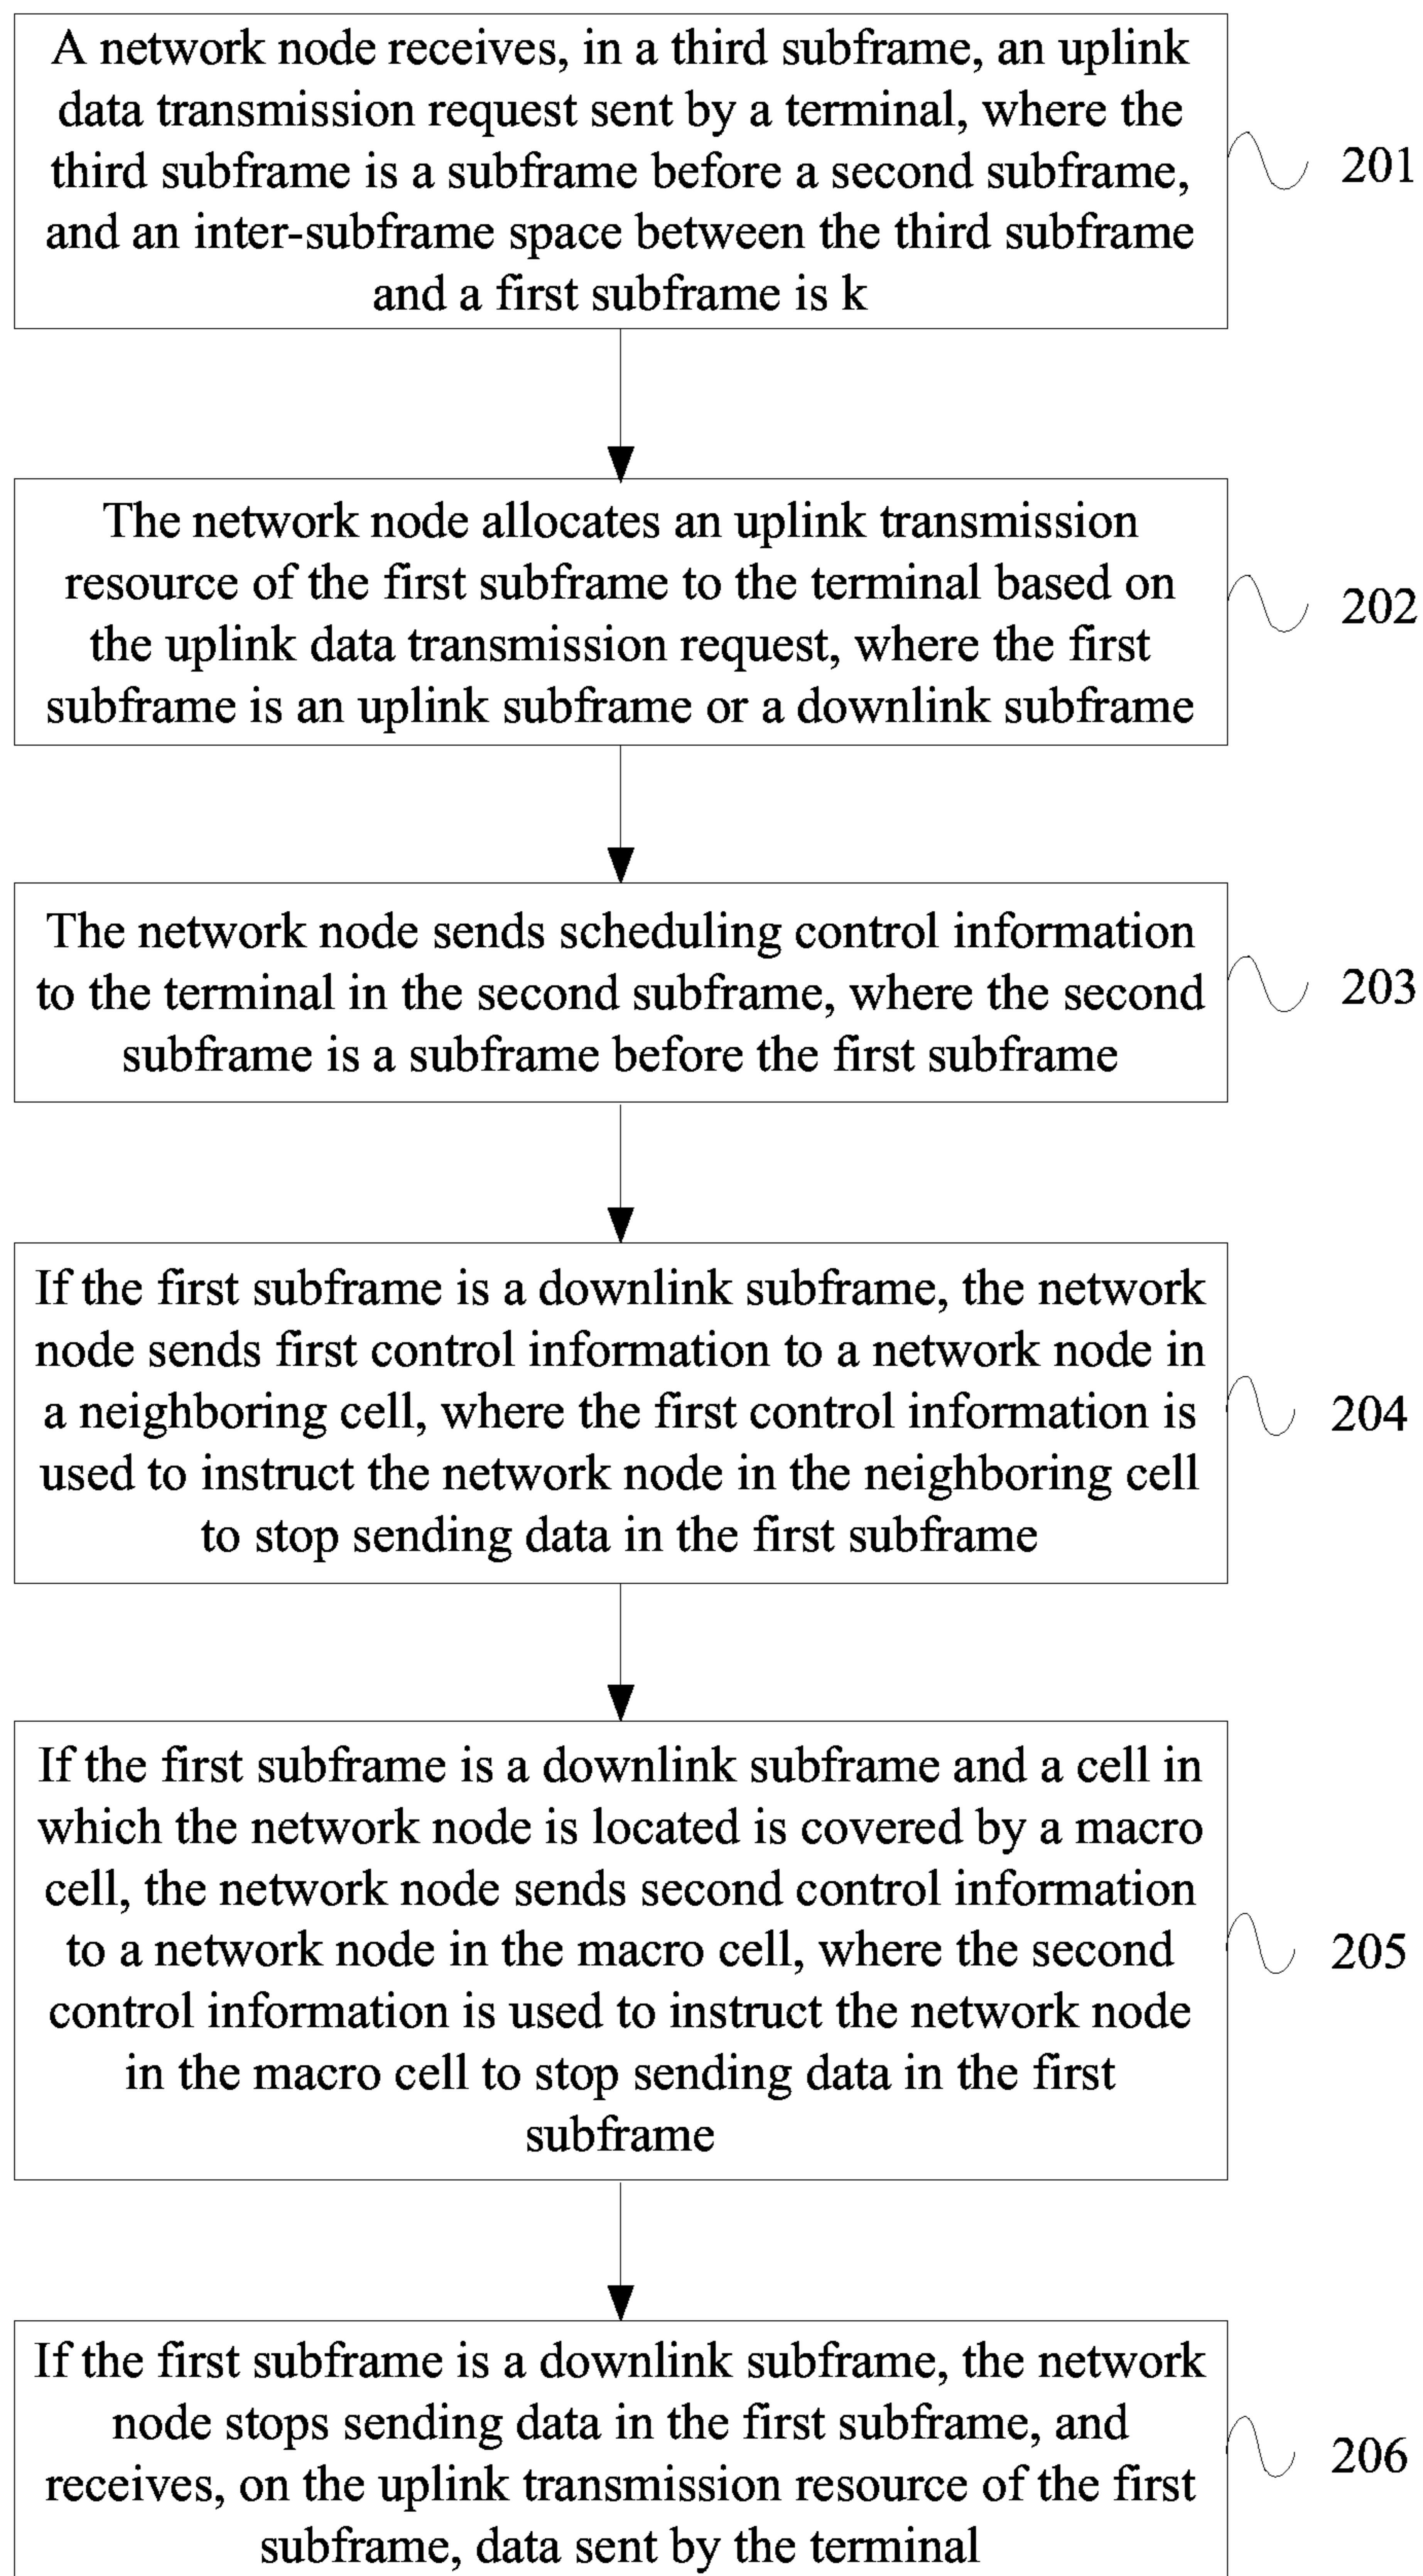 A network node receives, in a third subframe, an uplink
data transmission request sent by a terminal, where the
third subframe is a subframe before a second subframe,
and an inter-subframe space between the third subframe
and a first subframe is k
201
The network node allocates an uplink transmission
resource of the first subframe to the terminal based on
the uplink data transmission request, where the first
subframe is an uplink subframe or a downlink subframe
202
The network node sends scheduling control information
to the terminal in the second subframe, where the second
subframe is a subframe before the first subframe
203
If the first subframe is a downlink subframe, the network
node sends first control information to a network node in
a neighboring cell, where the first control information is
used to instruct the network node in the neighboring cell
to stop sending data in the first subframe
204
If the first subframe is a downlink subframe and a cell in
which the network node is located is covered by a macro
cell, the network node sends second control information
to a network node in the macro cell, where the second
control information is used to instruct the network node
in the macro cell to stop sending data in the first
subframe
205
If the first subframe is a downlink subframe, the network
node stops sending data in the first subframe, and
receives, on the uplink transmission resource of the first
subframe, data sent by the terminal
206